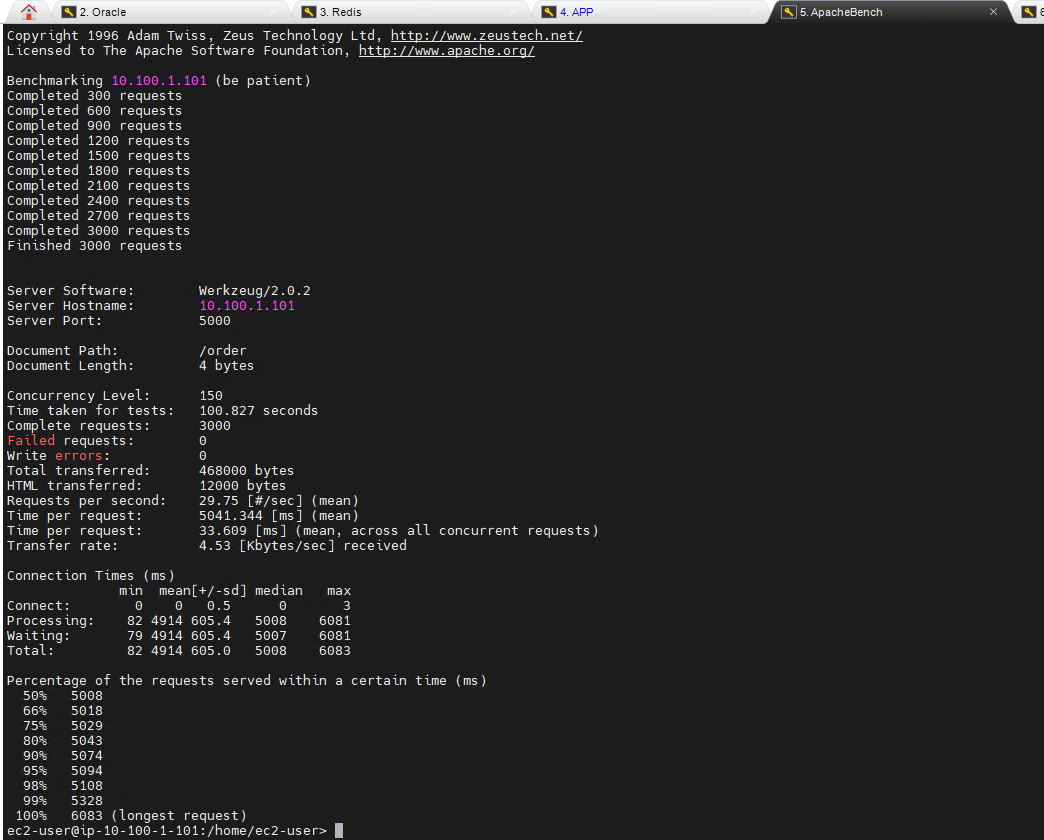 2. Oracle
3. Redis
4. APP
5. ApacheBench
6
Copyright 1996 Adam Twiss, Zeus Technology Ltd, http://www.zeustech.net/
Licensed to The Apache Software Foundation, http://www.apache.org/
Benchmarking 10.100.1.101 (be patient)
Completed 300 requests
Completed 600 requests
Completed 900 requests
Completed 1200 requests
Completed 1500 requests
Completed 1800 requests
Completed 2100 requests
Completed 2400 requests
Completed 2700 requests
Completed 3000 requests
Finished 3000 requests
Server Software:        Werkzeug/2.0.2
Server Hostname:        10.100.1.101
Server Port:            5000
Document Path:          /order
Document Length:        4 bytes
Concurrency Level:      150
Time taken for tests:   100.827 seconds
Complete requests:      3000
Failed requests:        0
Write errors:           0
Total transferred:      468000 bytes
HTML transferred:       12000 bytes
Requests per second:    29.75 [#/sec] (mean)
Time per request:       5041.344 [ms] (mean)
Time per request:       33.609 [ms] (mean, across all concurrent requests)
Transfer rate:          4.53 [Kbytes/sec] received
Connection Times (ms)
              min  mean[+/-sd] median   max
Connect:        0    0   0.5      0       3
Processing:    82 4914 605.4   5008    6081
Waiting:       79 4914 605.4   5007    6081
Total:         82 4914 605.0   5008    6083
Percentage of the requests served within a certain time (ms)
  50%   5008
  66%   5018
  75%   5029
  80%   5043
  90%   5074
  95%   5094
  98%   5108
  99%   5328
 100%   6083 (longest request)
ec2-user@ip-10-100-1-101:/home/ec2-user>